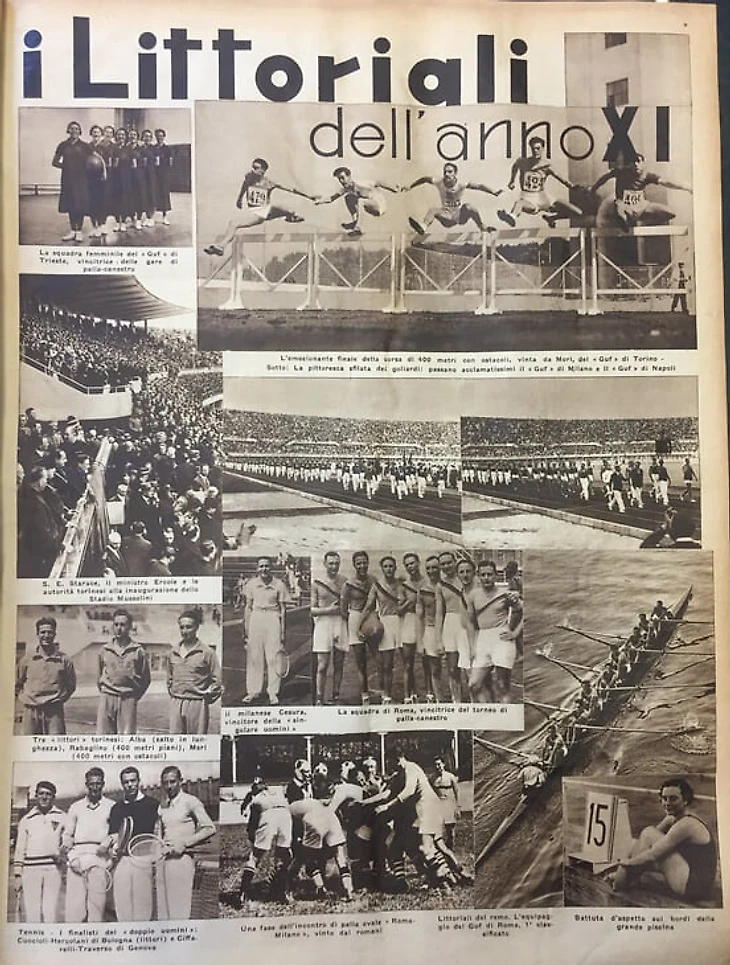 i Littoriali
dell'anno XI
479
494
400
La squadra femminile del « Guf » di
Trieste, vincitrice delle gare di
palla-canestro
L'emozionante finale della corsa di 400 metri con ostacoli, vinta da Mori, del « Guf » di Torino -
Sotto: La pittoresca sfilata dei goliardi: passano acclamatissimi il « Guf » di Milano e il « Guf » di Napoli
S. E. Starace, il ministro Ercole e le
autorità torinesi alla inaugurazione dello
Stadio Mussolini
Il milanese Cesura,
vincitore della « sin-
golare uomini »
La squadra di Roma, vincitrice del torneo di
palla-canestro
Tre « littori » torinesi: Alba (salto in lun-
ghezza), Rabaglino (400 metri piani), Mori
(400 metri con ostacoli)
15
Tennis - I finalisti del « doppio uomini »:
Cuccioli-Hercolani di Bologna (littori) e Ciffa-
relli-Traverso di Genova
Una fase dell'incontro di palla ovale « Roma-
Milano », vinto dai romani
Littoriali del remo. L'equipag-
gio del Guf di Roma, 1° clas-
sificato
Battuta d'aspetto sui bordi della
grande piscina